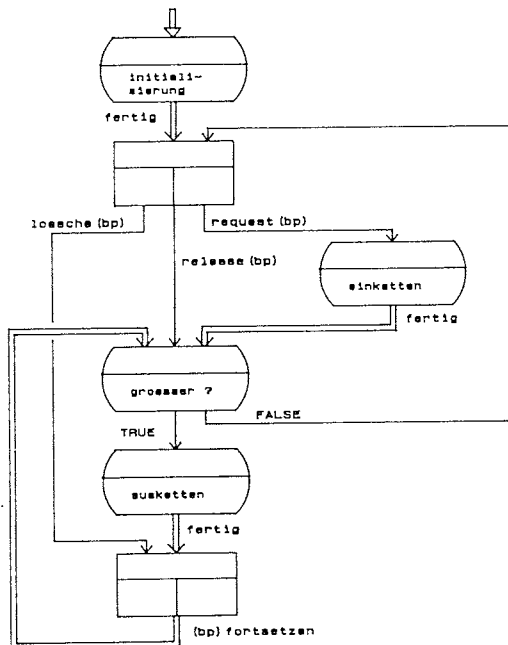 initiali-
sierung
fertig
loesche (bp)
request (bp)
release (bp)
einketten
fertig
groesser ?
FALSE
TRUE
ausketten
fertig
(bp) fortsetzen